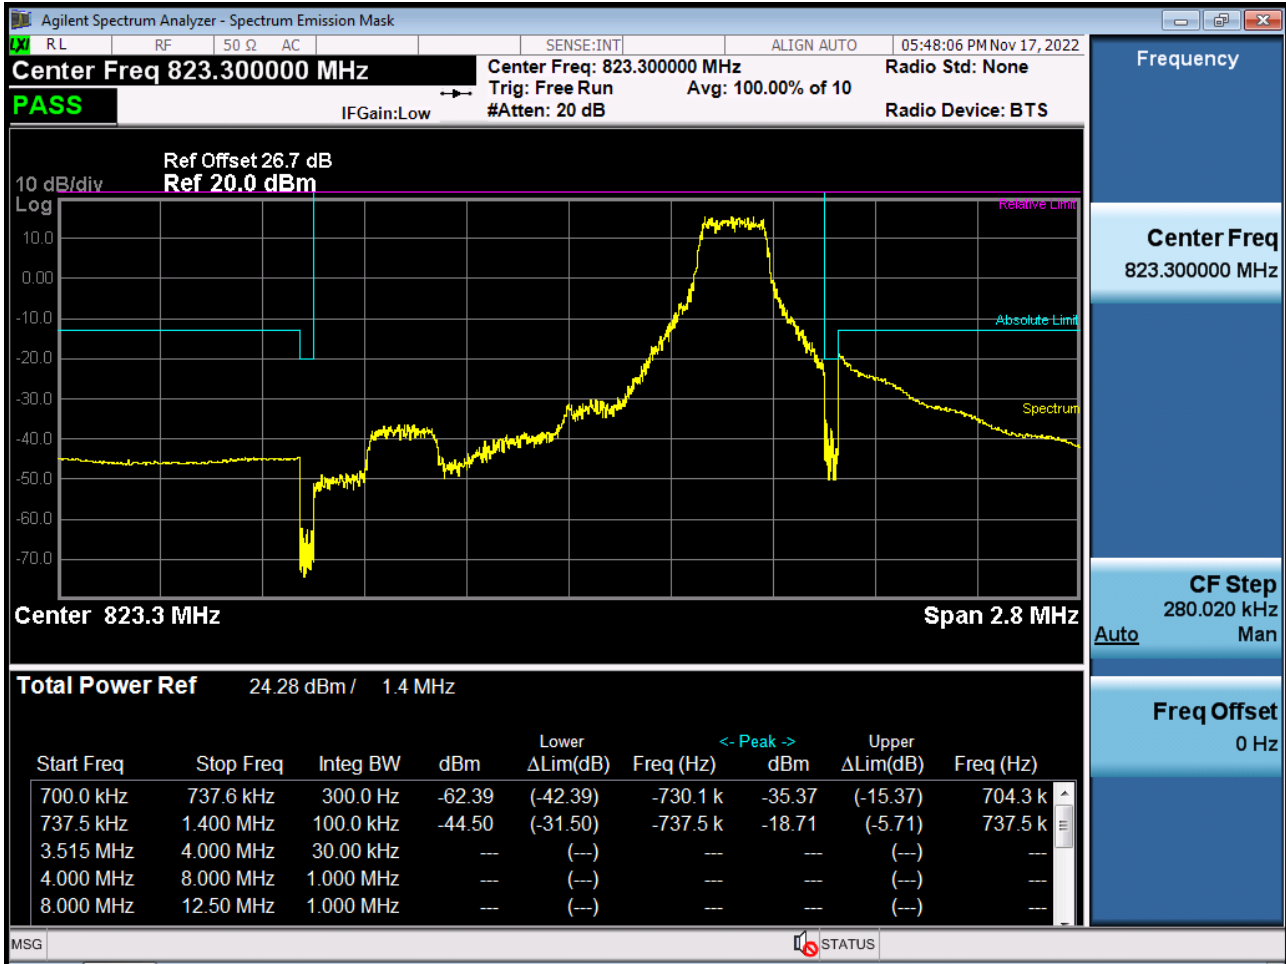 Agilent Spectrum Analyzer - Spectrum Emission Mask
LXI RL RF 50 Ω AC SENSE:INT ALIGN AUTO 05:48:06 PM Nov 17, 2022
Center Freq 823.300000 MHz
Center Freq: 823.300000 MHz
Radio Std: None
Trig: Free Run Avg: 100.00% of 10
PASS
IFGain:Low
#Atten: 20 dB
Radio Device: BTS
Ref Offset 26.7 dB
10 dB/div Ref 20.0 dBm
Log
Relative Limit
10.0
0.00
-10.0
Absolute Limit
-20.0
-30.0
Spectrum
-40.0
-50.0
-60.0
-70.0
Center 823.3 MHz Span 2.8 MHz
Total Power Ref 24.28 dBm / 1.4 MHz
Lower <- Peak -> Upper
Start Freq Stop Freq Integ BW dBm ΔLim(dB) Freq (Hz) dBm ΔLim(dB) Freq (Hz)
700.0 kHz 737.6 kHz 300.0 Hz -62.39 (-42.39) -730.1 k -35.37 (-15.37) 704.3 k
737.5 kHz 1.400 MHz 100.0 kHz -44.50 (-31.50) -737.5 k -18.71 (-5.71) 737.5 k
3.515 MHz 4.000 MHz 30.00 kHz --- (---) --- --- (---) ---
4.000 MHz 8.000 MHz 1.000 MHz --- (---) --- --- (---) ---
8.000 MHz 12.50 MHz 1.000 MHz --- (---) --- --- (---) ---
MSG STATUS
Frequency
Center Freq
823.300000 MHz
CF Step
280.020 kHz
Auto Man
Freq Offset
0 Hz